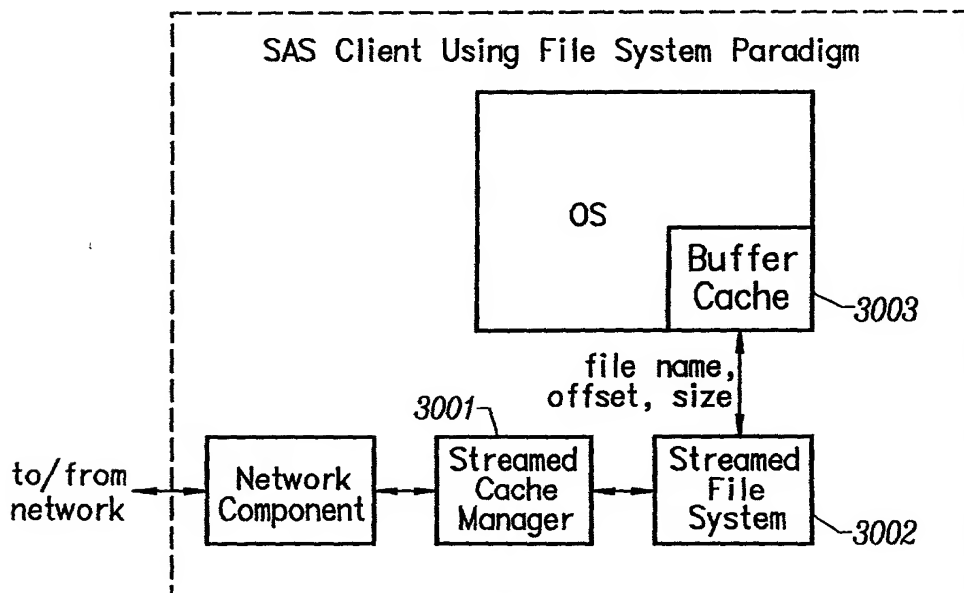 SAS Client Using File System Paradigm
OS
Buffer
Cache
3003
file name,
offset, size
3001
to/from
network
Network
Component
Streamed
Cache
Manager
Streamed
File
System
3002